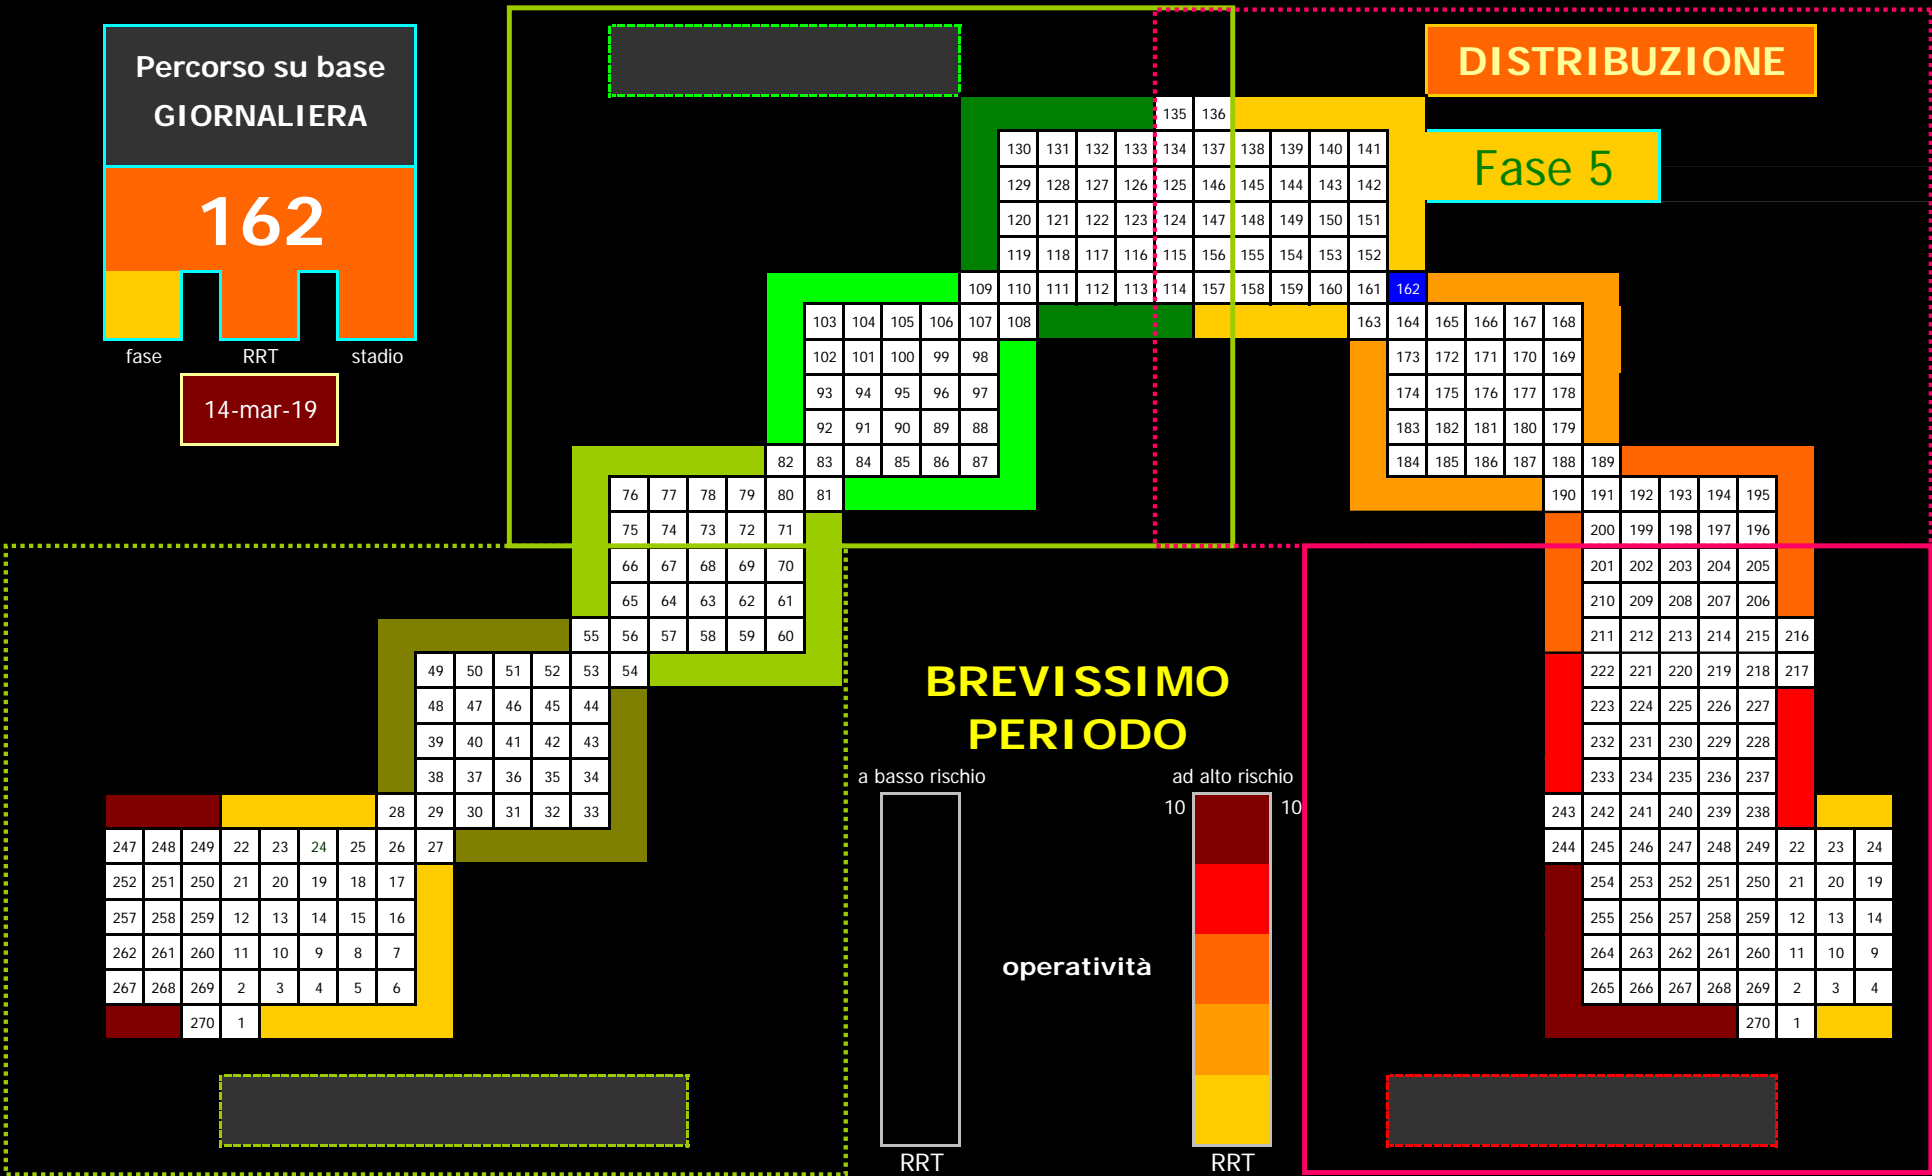 Percorso su base
GIORNALIERA
162
fase RRT stadio
14-mar-19
DISTRIBUZIONE
Fase 5
135 136
130 131 132 133 134 137 138 139 140 141
129 128 127 126 125 146 145 144 143 142
120 121 122 123 124 147 148 149 150 151
119 118 117 116 115 156 155 154 153 152
109 110 111 112 113 114 157 158 159 160 161 162
103 104 105 106 107 108 163 164 165 166 167 168
102 101 100 99 98 173 172 171 170 169
93 94 95 96 97 174 175 176 177 178
92 91 90 89 88 183 182 181 180 179
82 83 84 85 86 87 184 185 186 187 188 189
76 77 78 79 80 81 190 191 192 193 194 195
75 74 73 72 71 200 199 198 197 196
66 67 68 69 70 201 202 203 204 205
65 64 63 62 61 210 209 208 207 206
55 56 57 58 59 60 211 212 213 214 215 216
49 50 51 52 53 54 222 221 220 219 218 217
48 47 46 45 44 223 224 225 226 227
39 40 41 42 43 232 231 230 229 228
38 37 36 35 34 233 234 235 236 237
28 29 30 31 32 33 243 242 241 240 239 238
247 248 249 22 23 24 25 26 27 244 245 246 247 248 249 22 23 24
252 251 250 21 20 19 18 17 254 253 252 251 250 21 20 19
257 258 259 12 13 14 15 16 255 256 257 258 259 12 13 14
262 261 260 11 10 9 8 7 264 263 262 261 260 11 10 9
267 268 269 2 3 4 5 6 265 266 267 268 269 2 3 4
270 1 270 1
BREVISSIMO
PERIODO
a basso rischio ad alto rischio
10 10
operatività
RRT RRT